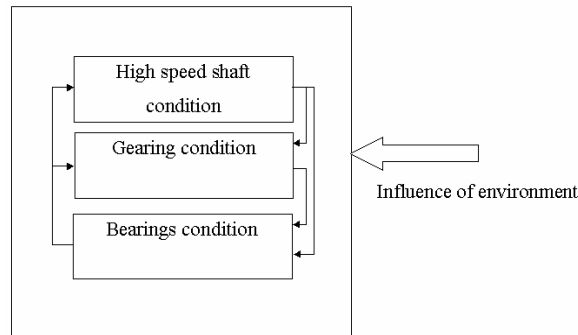 High speed shaft
condition
Gearing condition
Bearings condition
Influence of environment